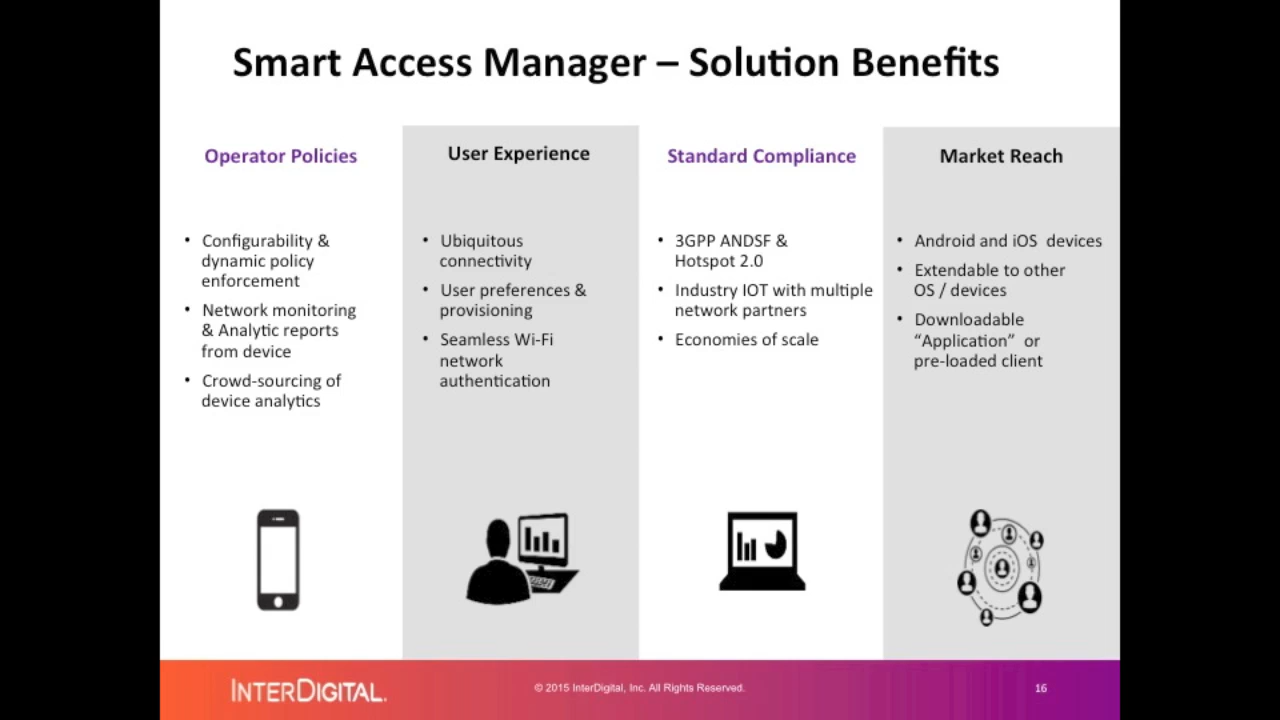 Smart Access Manager – Solution Benefits
Operator Policies
• Configurability &
dynamic policy
enforcement
• Network monitoring
& Analytic reports
from device
• Crowd-sourcing of
device analytics
User Experience
• Ubiquitous
connectivity
• User preferences &
provisioning
• Seamless Wi-Fi
network
authentication
Standard Compliance
• 3GPP ANDSF &
Hotspot 2.0
• Industry IOT with multiple
network partners
• Economies of scale
Market Reach
• Android and iOS devices
• Extendable to other
OS / devices
• Downloadable
“Application” or
pre-loaded client
INTERDIGITAL.
© 2015 InterDigital, Inc. All Rights Reserved.
16